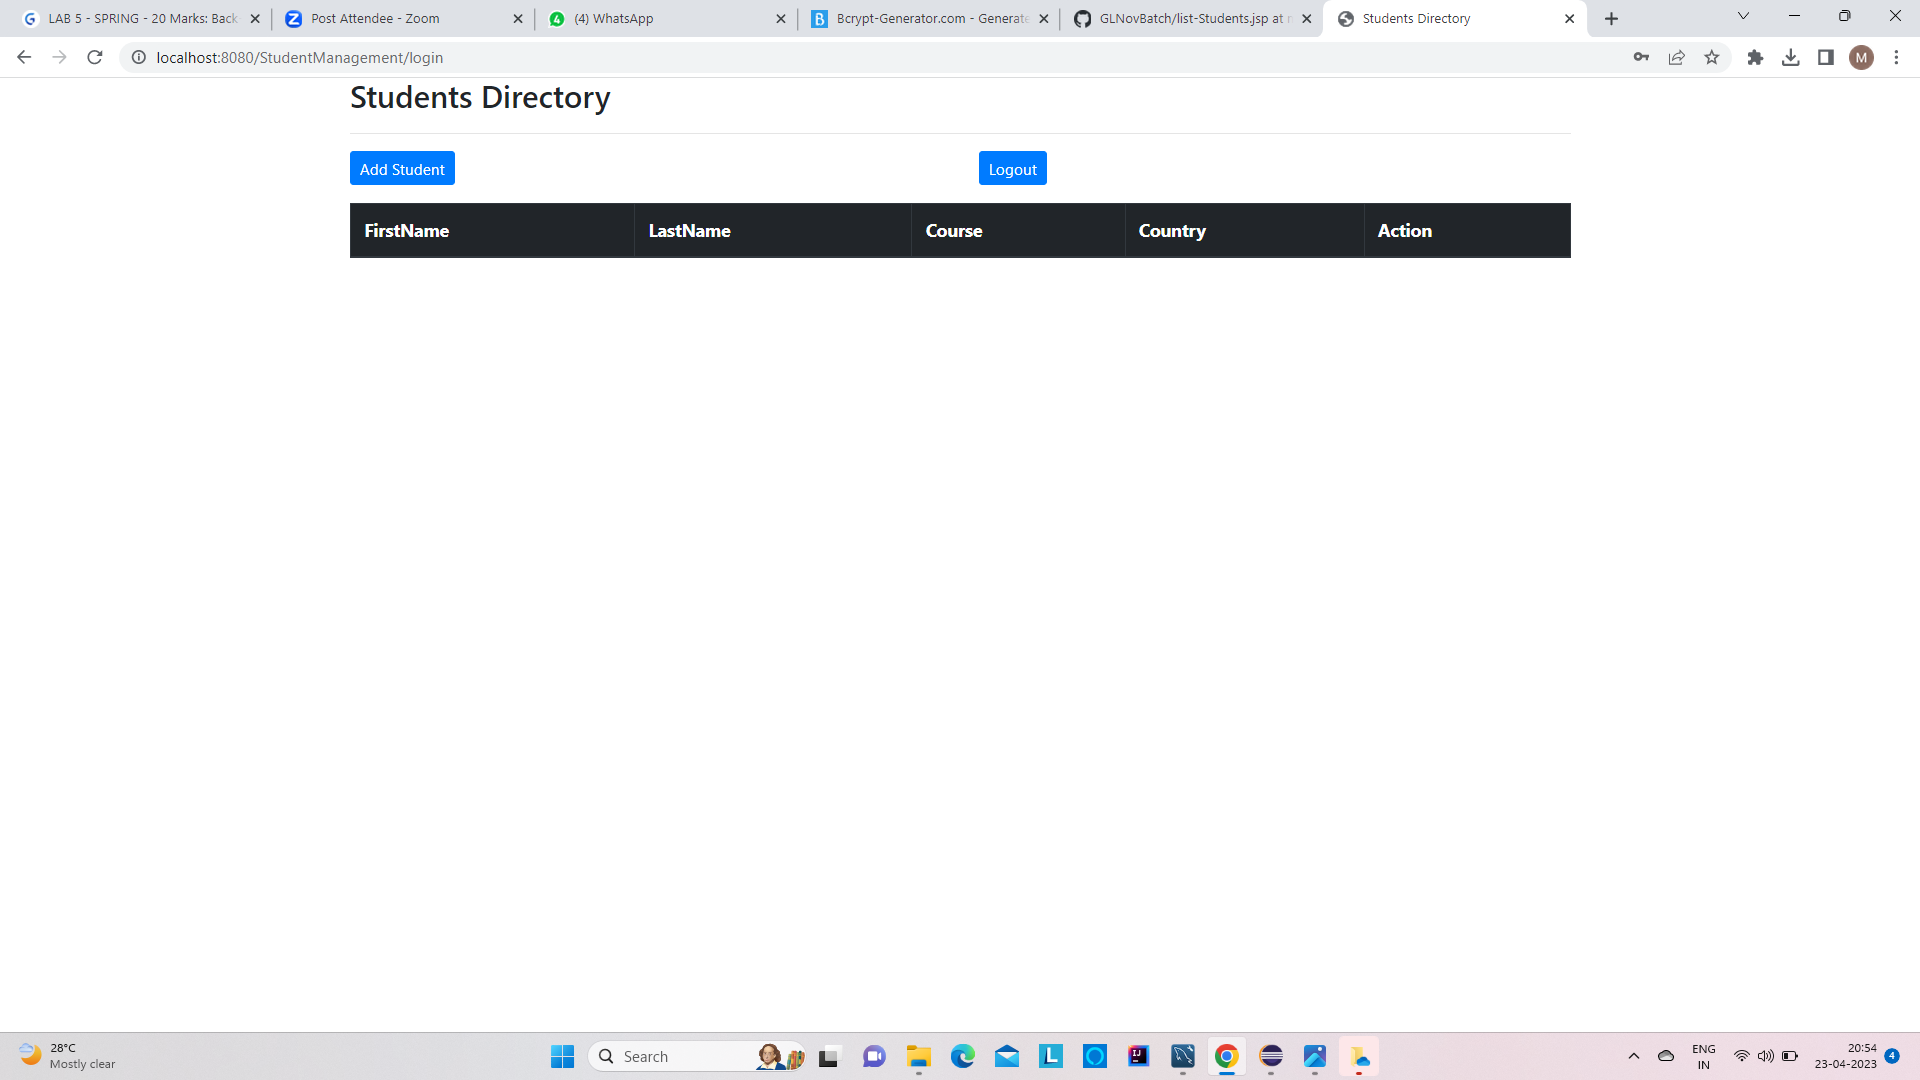 LAB 5 - SPRING - 20 Marks: Back
Post Attendee - Zoom
(4) WhatsApp
Bcrypt-Generator.com - Generate
GLNovBatch/list-Students.jsp at
Students Directory
localhost:8080/StudentManagement/login
M
Students Directory
Add Student
Logout
FirstName LastName Course Country Action
28°C
Mostly clear
Search
ENG
IN
20:54
23-04-2023
4